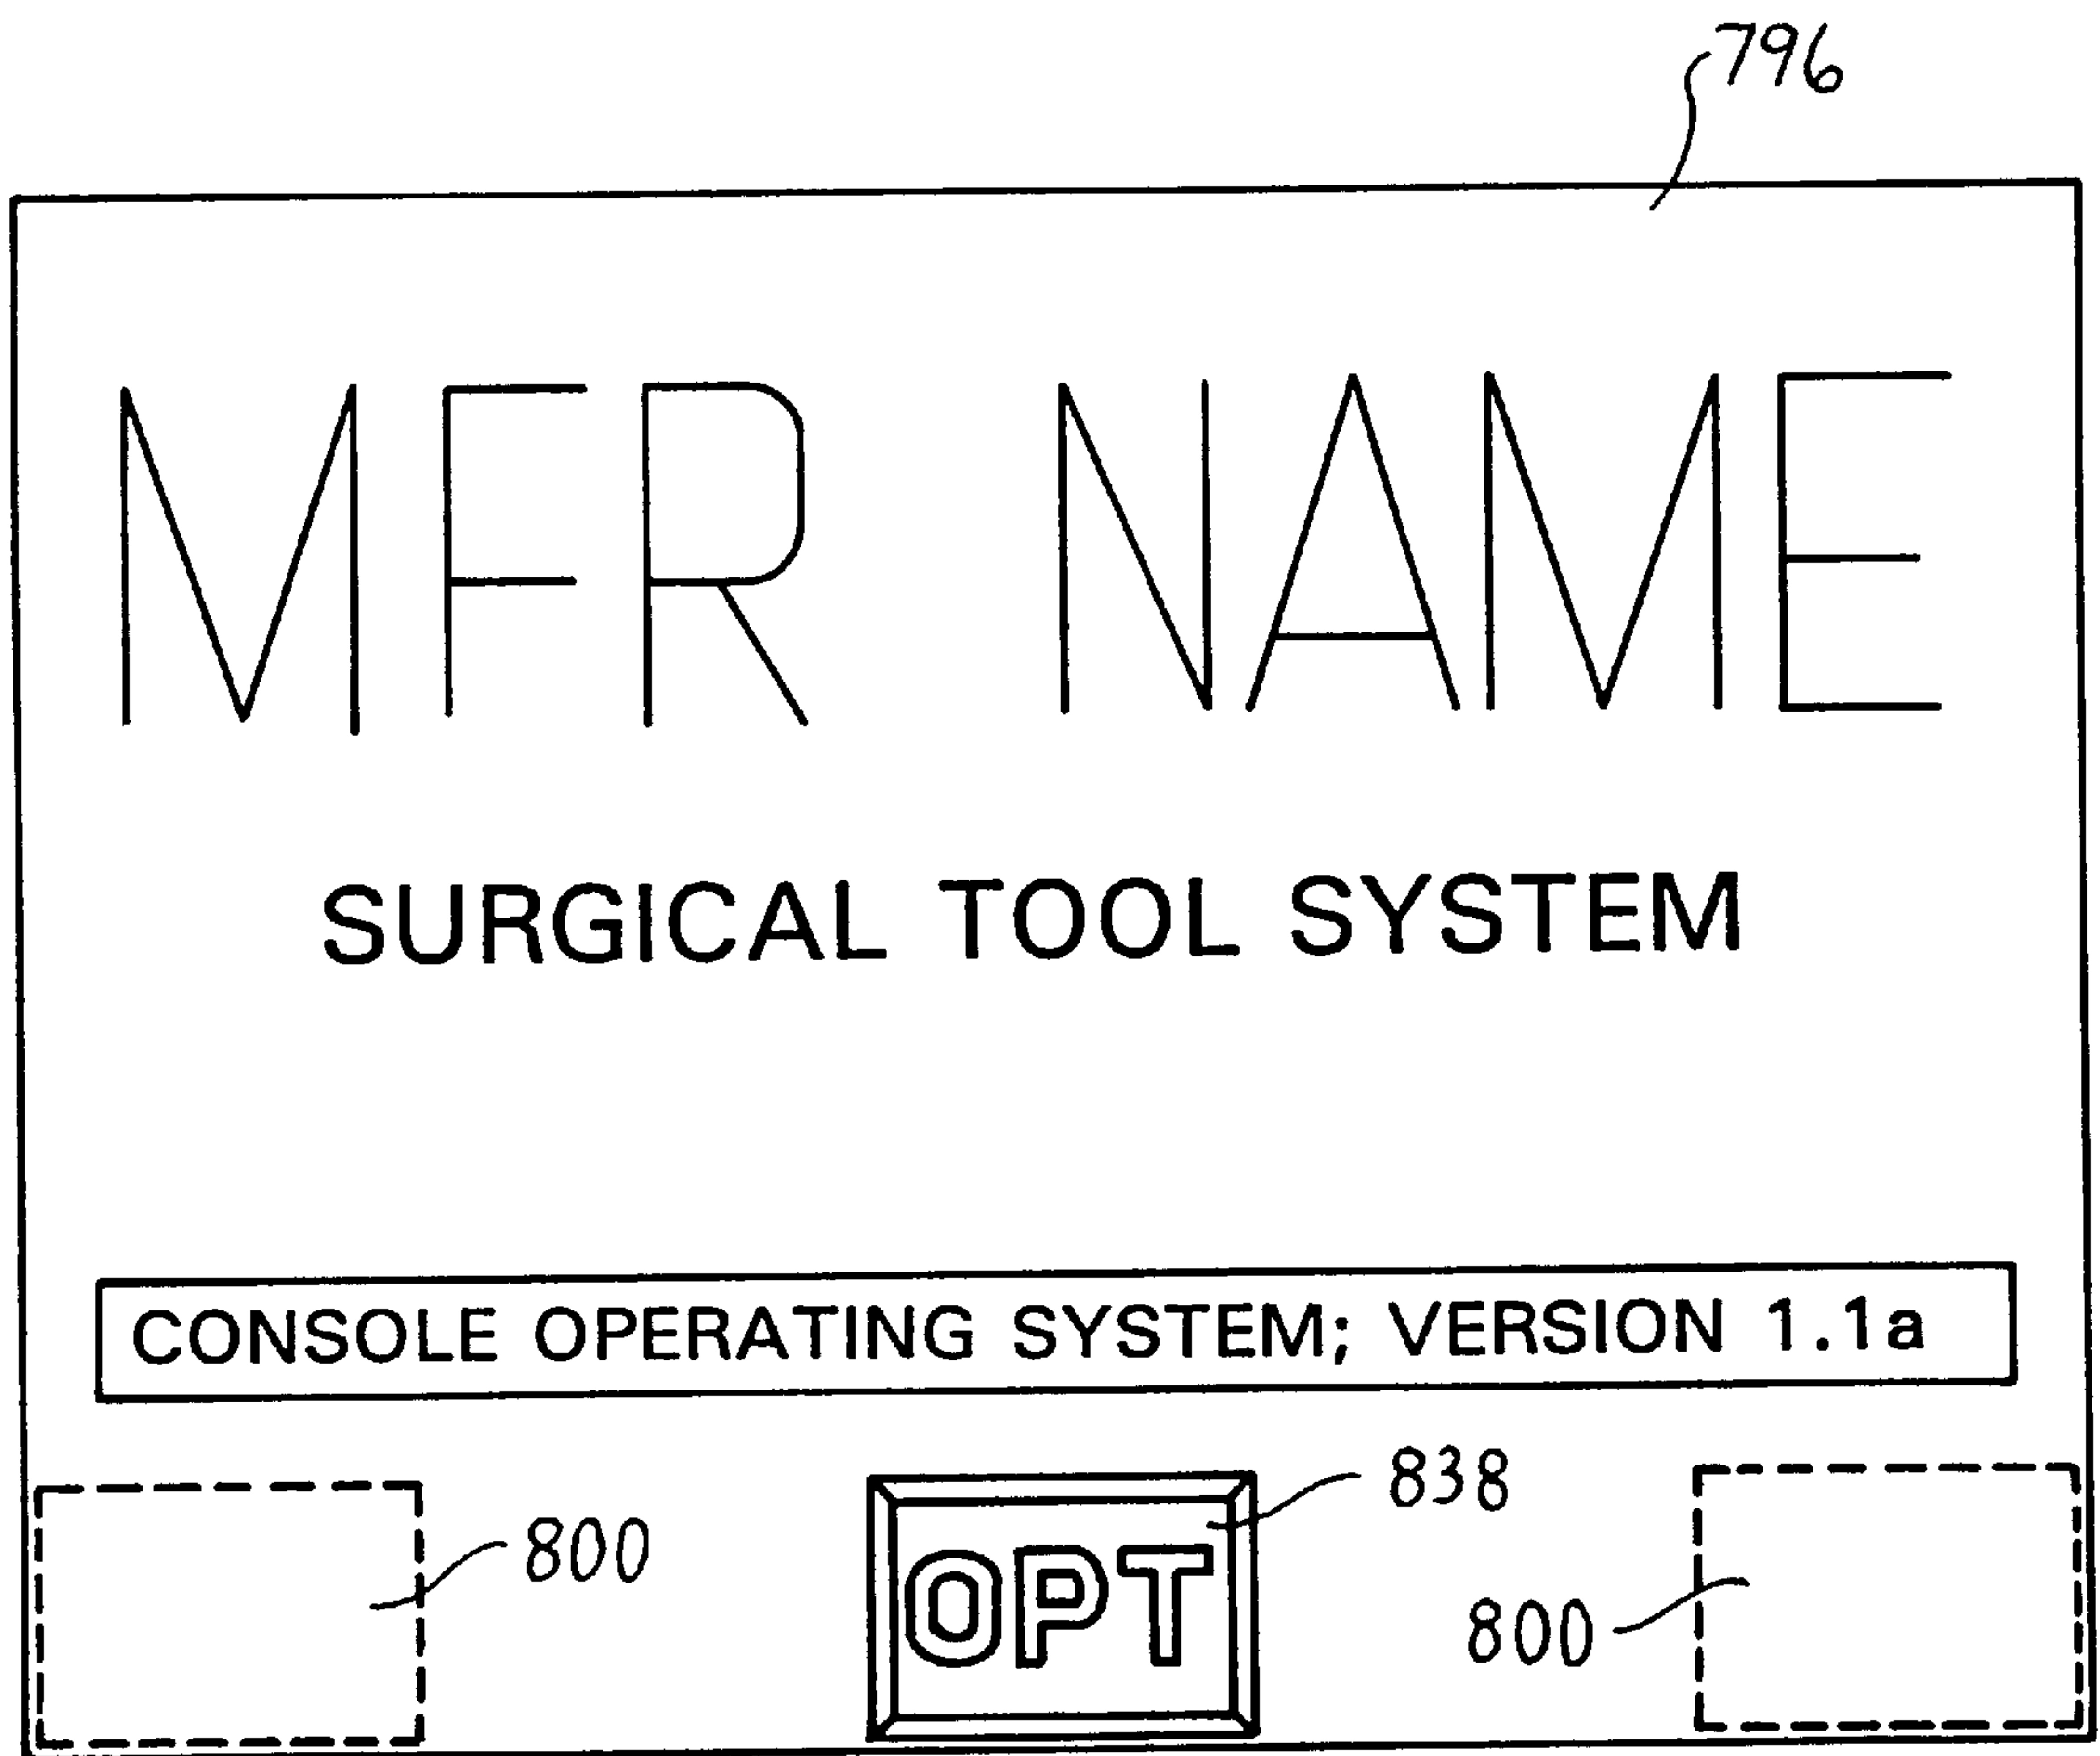 796
MFR NAME
SURGICAL TOOL SYSTEM
CONSOLE OPERATING SYSTEM; VERSION 1.1a
838
800
OPT
800